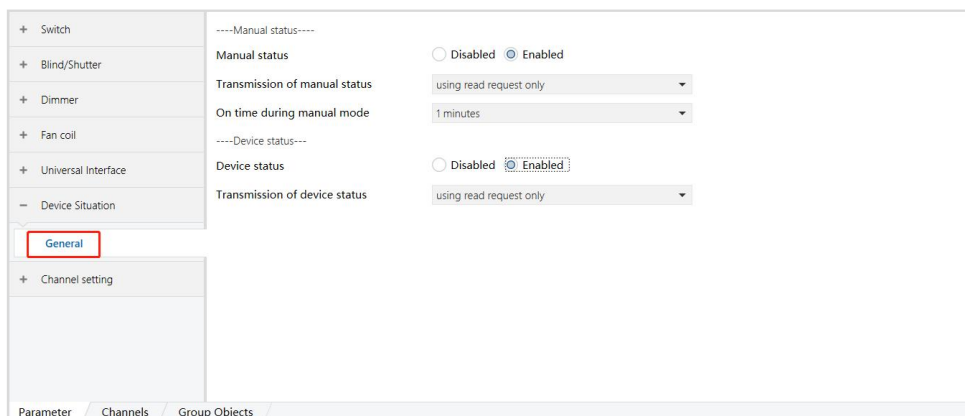 + Switch
+ Blind/Shutter
+ Dimmer
+ Fan coil
+ Universal Interface
− Device Situation
General
+ Channel setting
----Manual status----
Manual status Disabled Enabled
Transmission of manual status using read request only
On time during manual mode 1 minutes
----Device status---
Device status Disabled Enabled
Transmission of device status using read request only
Parameter Channels Group Objects